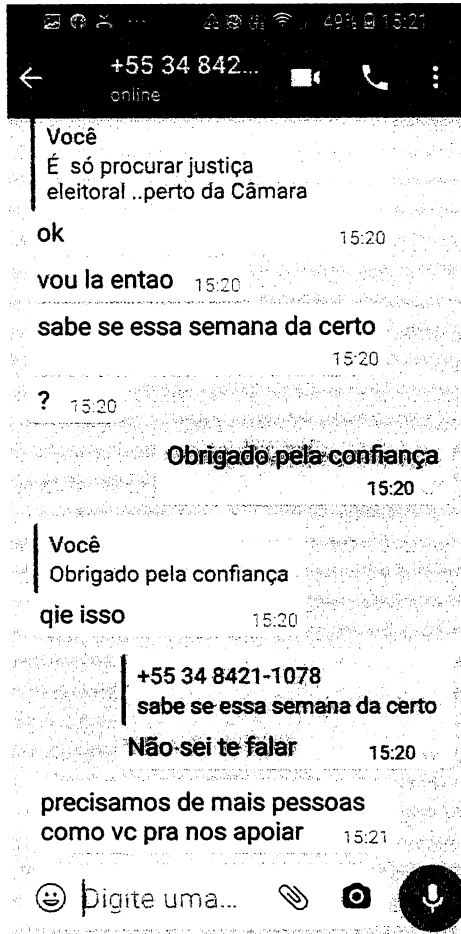 49% 15:21
+55 34 842...
online
Você
É só procurar justiça
eleitoral ..perto da Câmara
ok
15:20
vou la entao 15:20
sabe se essa semana da certo
15:20
? 15:20
Obrigado pela confiança
15:20
Você
Obrigado pela confiança
qie isso 15:20
+55 34 8421-1078
sabe se essa semana da certo
Não sei te falar 15:20
precisamos de mais pessoas
como vc pra nos apoiar 15:21
Digite uma...